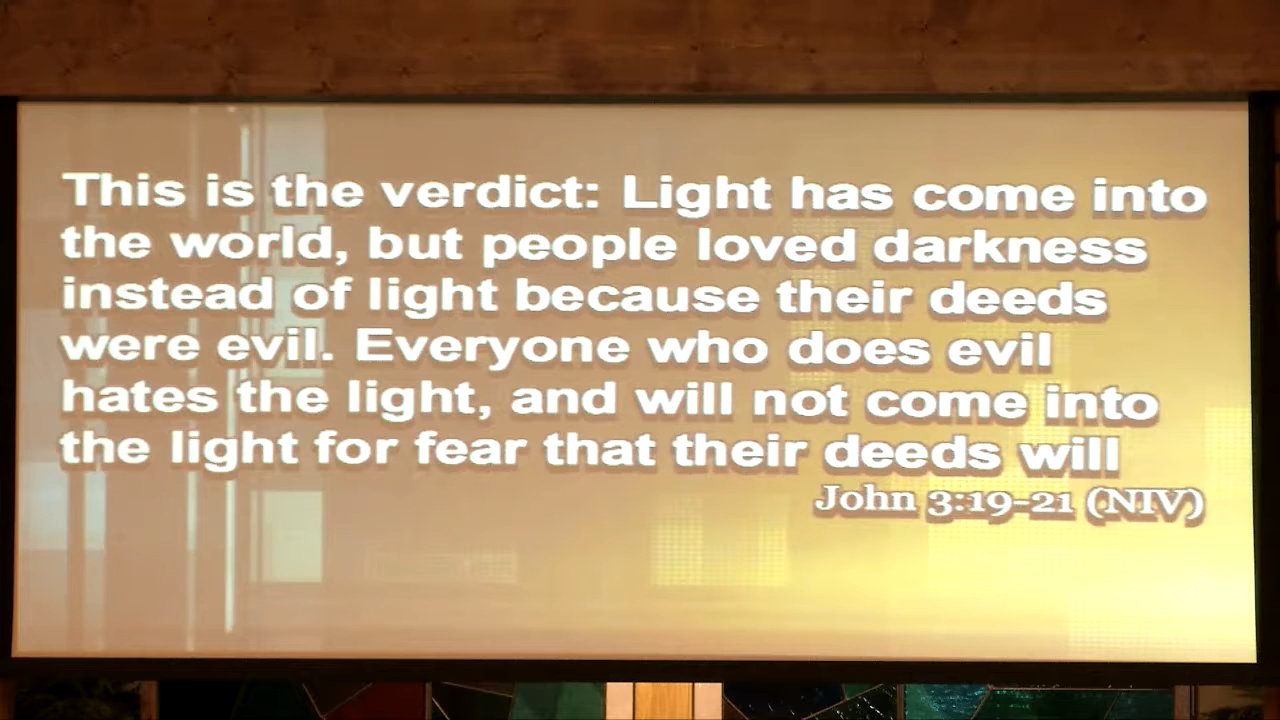 This is the verdict: Light has come into
the world, but people loved darkness
instead of light because their deeds
were evil. Everyone who does evil
hates the light, and will not come into
the light for fear that their deeds will
John 3:19-21 (NIV)